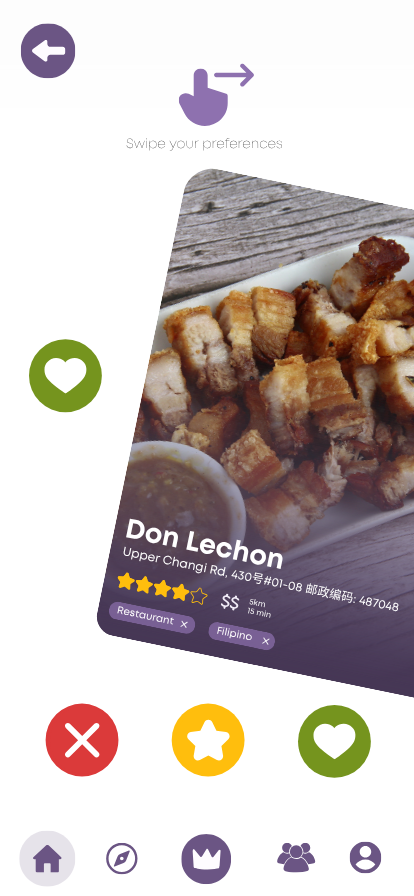 Swipe your preferences
Don Lechon
Upper Changi Rd, 430号#01-08 邮政编码: 487048
$$
5km
15 min
Restaurant ×
Filipino ×